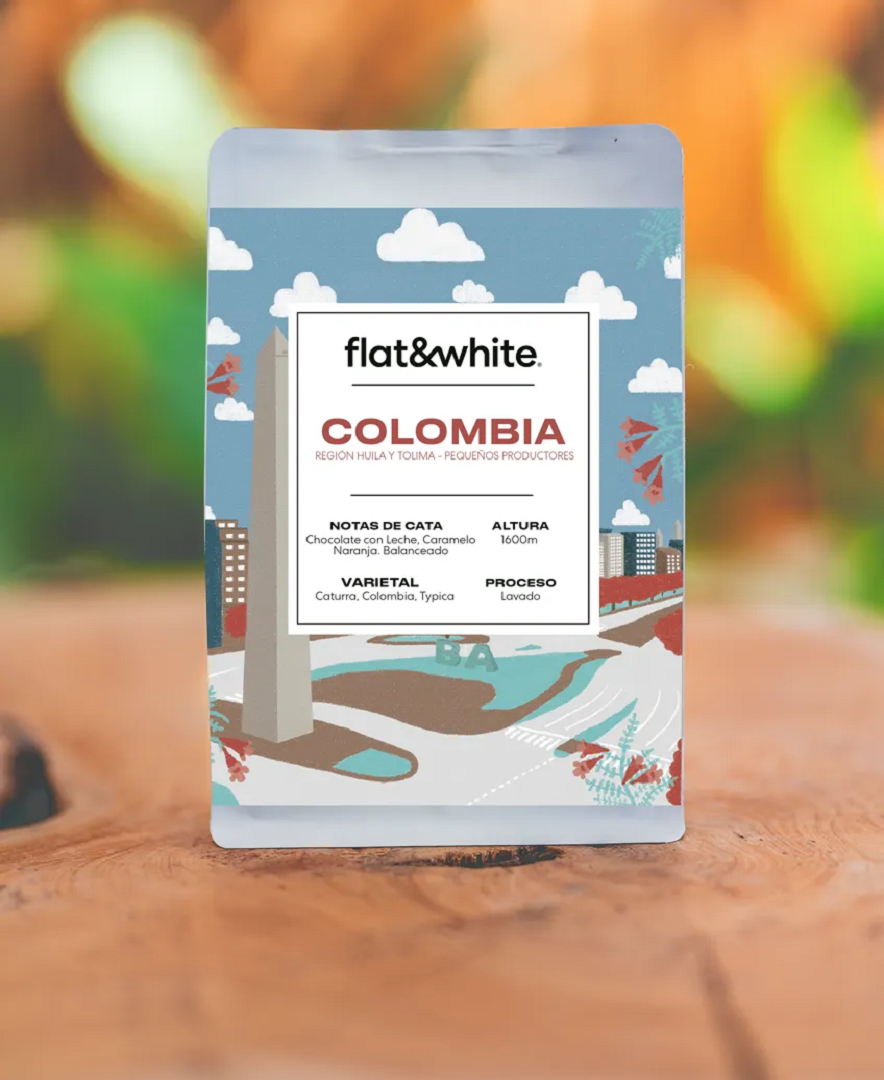 flat&white.
COLOMBIA
REGIÓN HUILA Y TOLIMA - PEQUEÑOS PRODUCTORES
NOTAS DE CATA
Chocolate con Leche, Caramelo
Naranja. Balanceado
ALTURA
1600m
VARIETAL
Caturra, Colombia, Typica
PROCESO
Lavado
BA